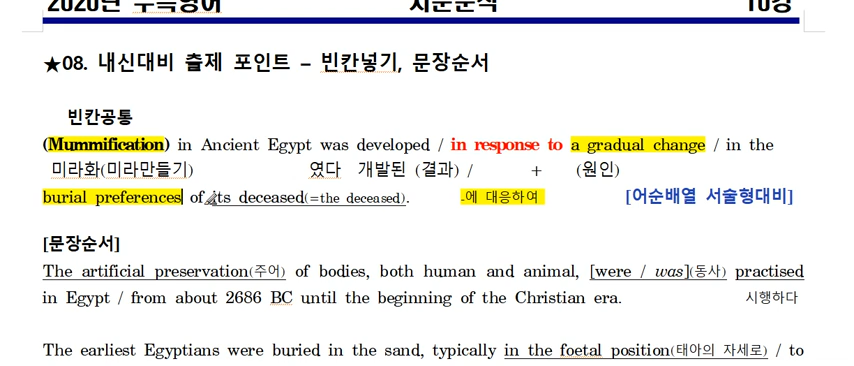 2020년 수특영어 지문분석 10강
★08. 내신대비 출제 포인트 – 빈칸넣기, 문장순서
빈칸공통
(Mummification) in Ancient Egypt was developed / in response to a gradual change / in the
미라화(미라만들기) 였다 개발된 (결과) / + (원인)
burial preferences of its deceased(=the deceased). -에 대응하여 [어순배열 서술형대비]
[문장순서]
The artificial preservation(주어) of bodies, both human and animal, [were / was](동사) practised
in Egypt / from about 2686 BC until the beginning of the Christian era. 시행하다
The earliest Egyptians were buried in the sand, typically in the foetal position(태아의 자세로) / to